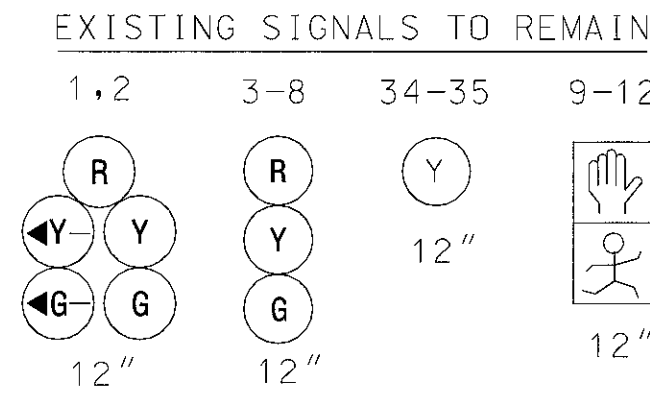 EXISTING SIGNALS TO REMAIN
1,2 3-8 34-35 9-12
R R Y
Y Y Y
G G G
12" 12" 12" 12"